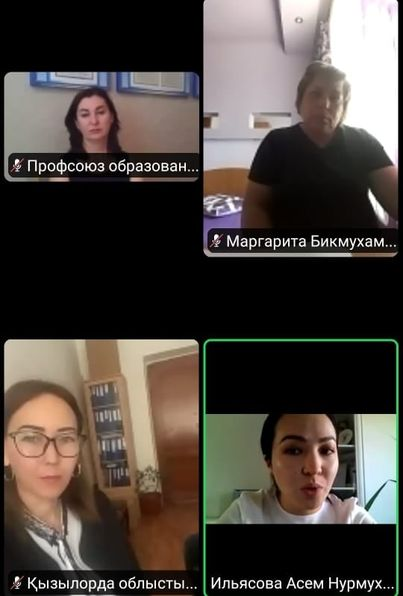 Профсоюз образован...
Маргарита Бикмухам...
Қызылорда облысты...
Ильясова Асем Нурмух...